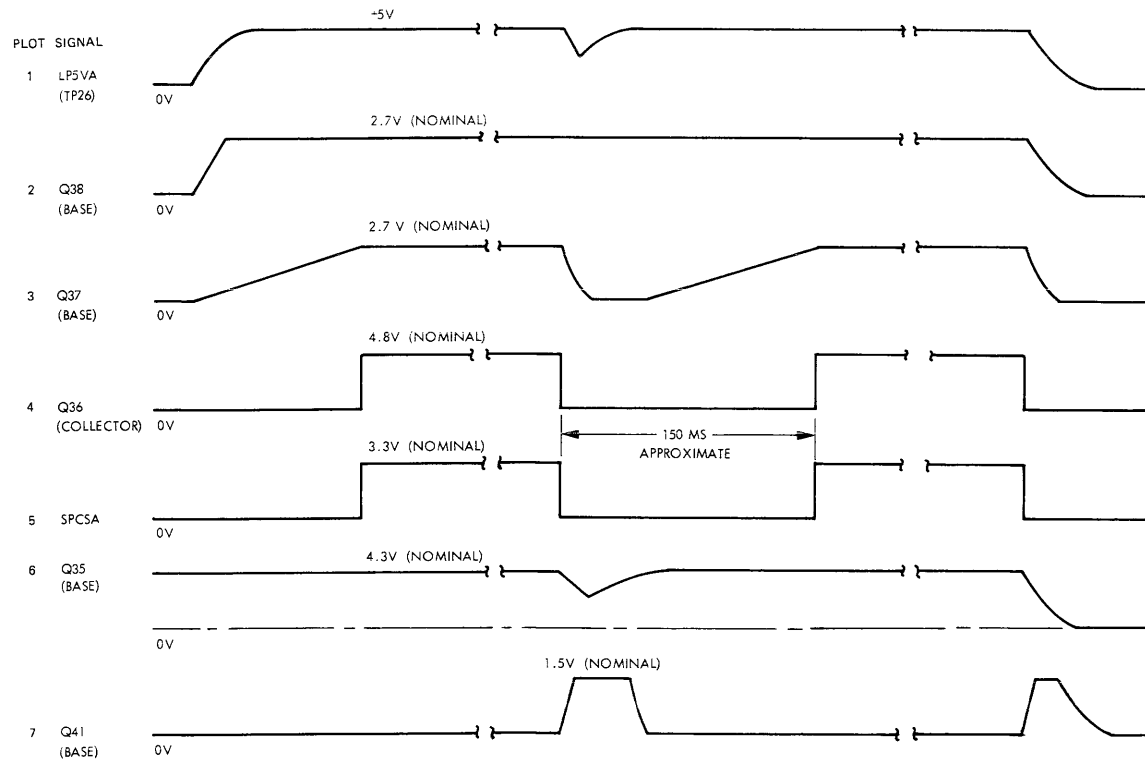 +5V
PLOT SIGNAL
1 LP5VA
(TP26)
0V
2.7V (NOMINAL)
2 Q38
(BASE)
0V
2.7 V (NOMINAL)
3 Q37
(BASE)
0V
4.8V (NOMINAL)
4 Q36
(COLLECTOR)
0V
150 MS
APPROXIMATE
3.3V (NOMINAL)
5 SPCSA
0V
4.3V (NOMINAL)
6 Q35
(BASE)
0V
1.5V (NOMINAL)
7 Q41
(BASE)
0V